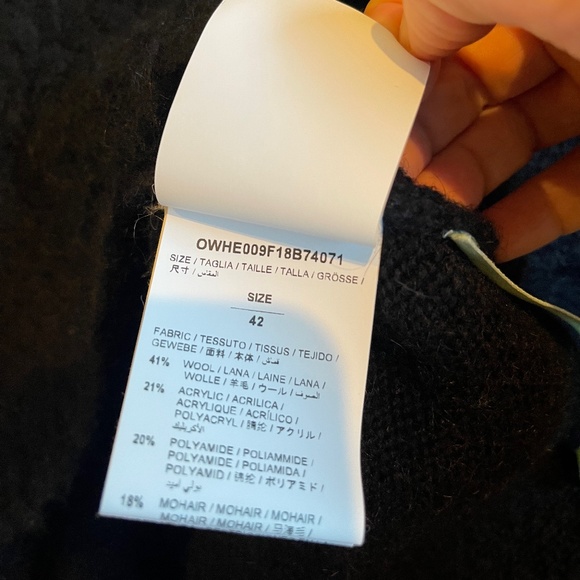 OWHE009F18B74071
SIZE / TAGLIA / TAILLE / TALLA / GRÖSSE /
尺寸 / المقاس
SIZE
42
FABRIC / TESSUTO / TISSUS / TEJIDO /
GEWEBE / 面料 / 本体 / قماش
41% WOOL / LANA / LAINE / LANA /
WOLLE / 羊毛 / ウール / الصوف
21% ACRYLIC / ACRILICA /
ACRYLIQUE / ACRÍLICO /
POLYACRYL / 腈纶 / アクリル /
الأكريليك
20% POLYAMIDE / POLIAMMIDE /
POLYAMIDE / POLIAMIDA /
POLYAMID / 锦纶 / ポリアミド /
بولي أميد
18% MOHAIR / MOHAIR / MOHAIR /
MOHAIR / MOHAIR / 马海毛 /